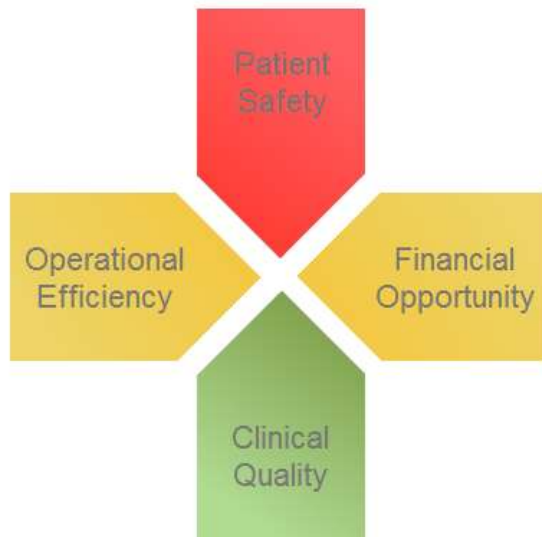 Patient
Safety
Operational
Efficiency
Financial
Opportunity
Clinical
Quality